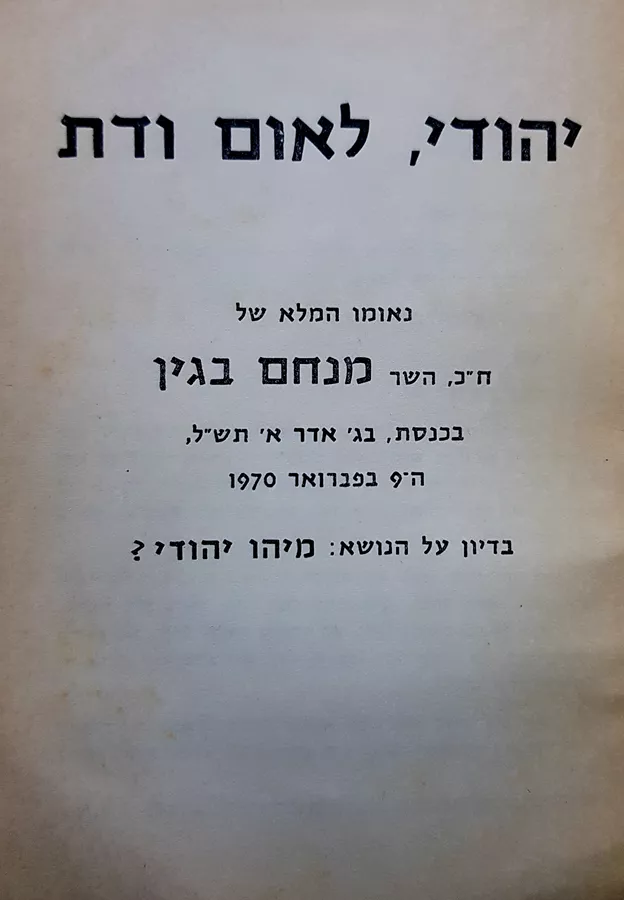 יהודי, לאום ודת
נאומו המלא של
ח״כ, השר מנחם בגין
בכנסת, בג׳ אדר א׳ תש״ל,
ה־9 בפברואר 1970
בדיון על הנושא: מיהו יהודי?